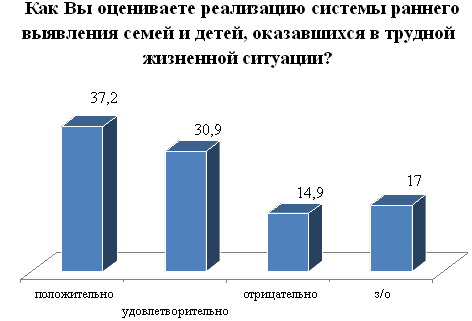 Как Вы оцениваете реализацию системы раннего
выявления семей и детей, оказавшихся в трудной
жизненной ситуации?
37,2
30,9
14,9
17
положительно
удовлетворительно
отрицательно
з/о